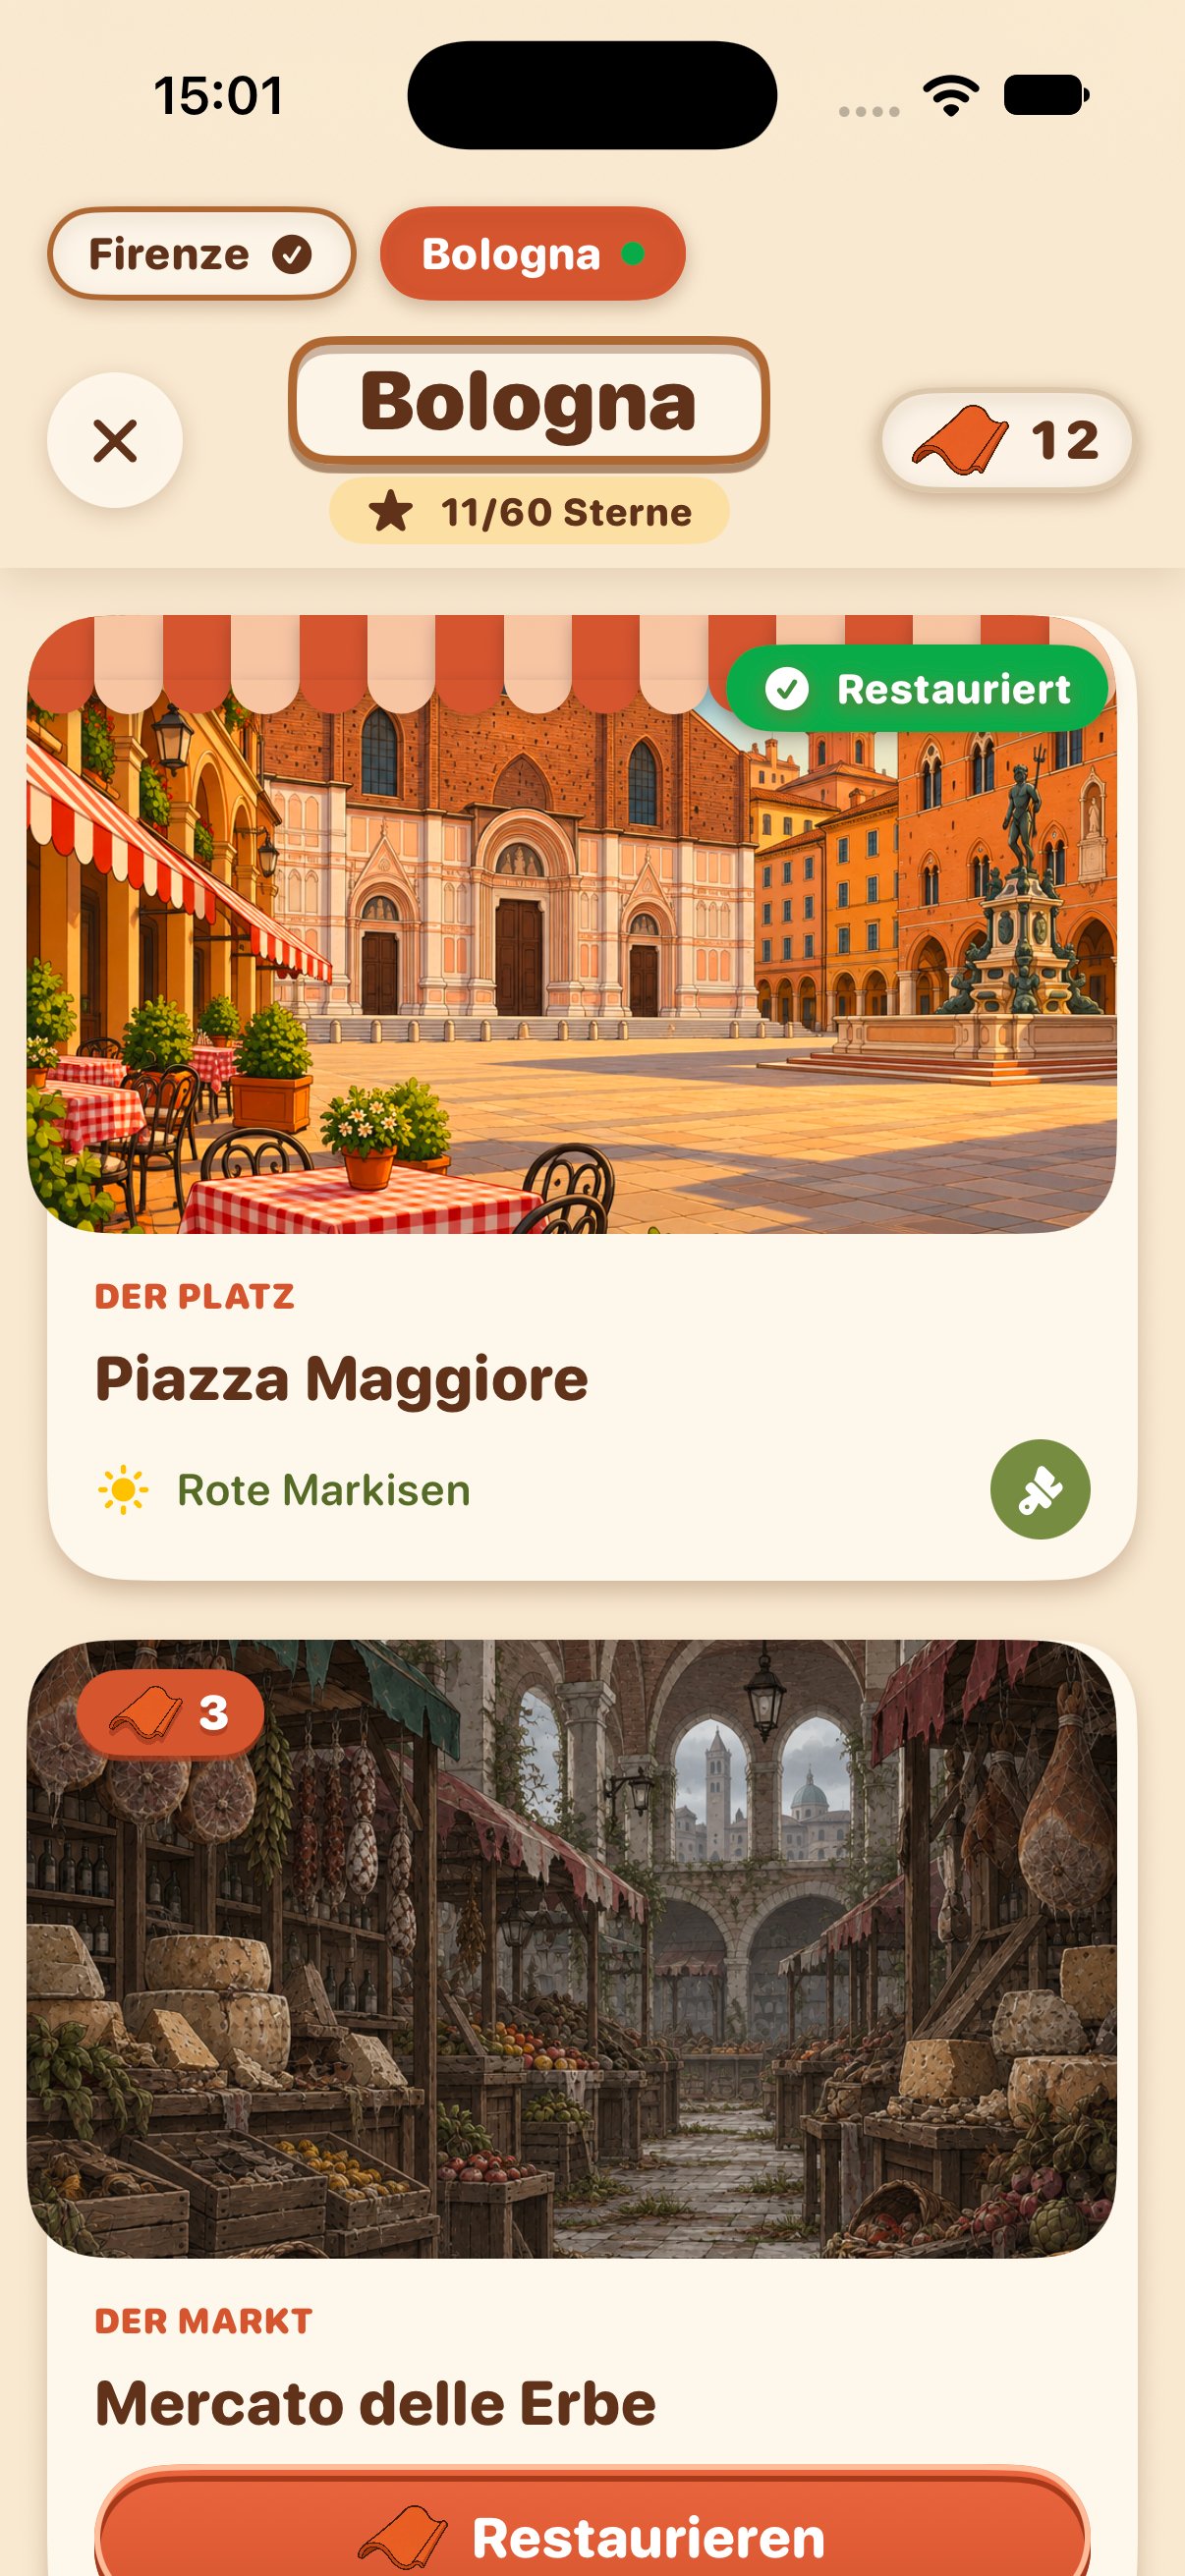 15:01
Firenze
Bologna
Bologna
12
11/60 Sterne
Restauriert
DER PLATZ
Piazza Maggiore
Rote Markisen
3
DER MARKT
Mercato delle Erbe
Restaurieren